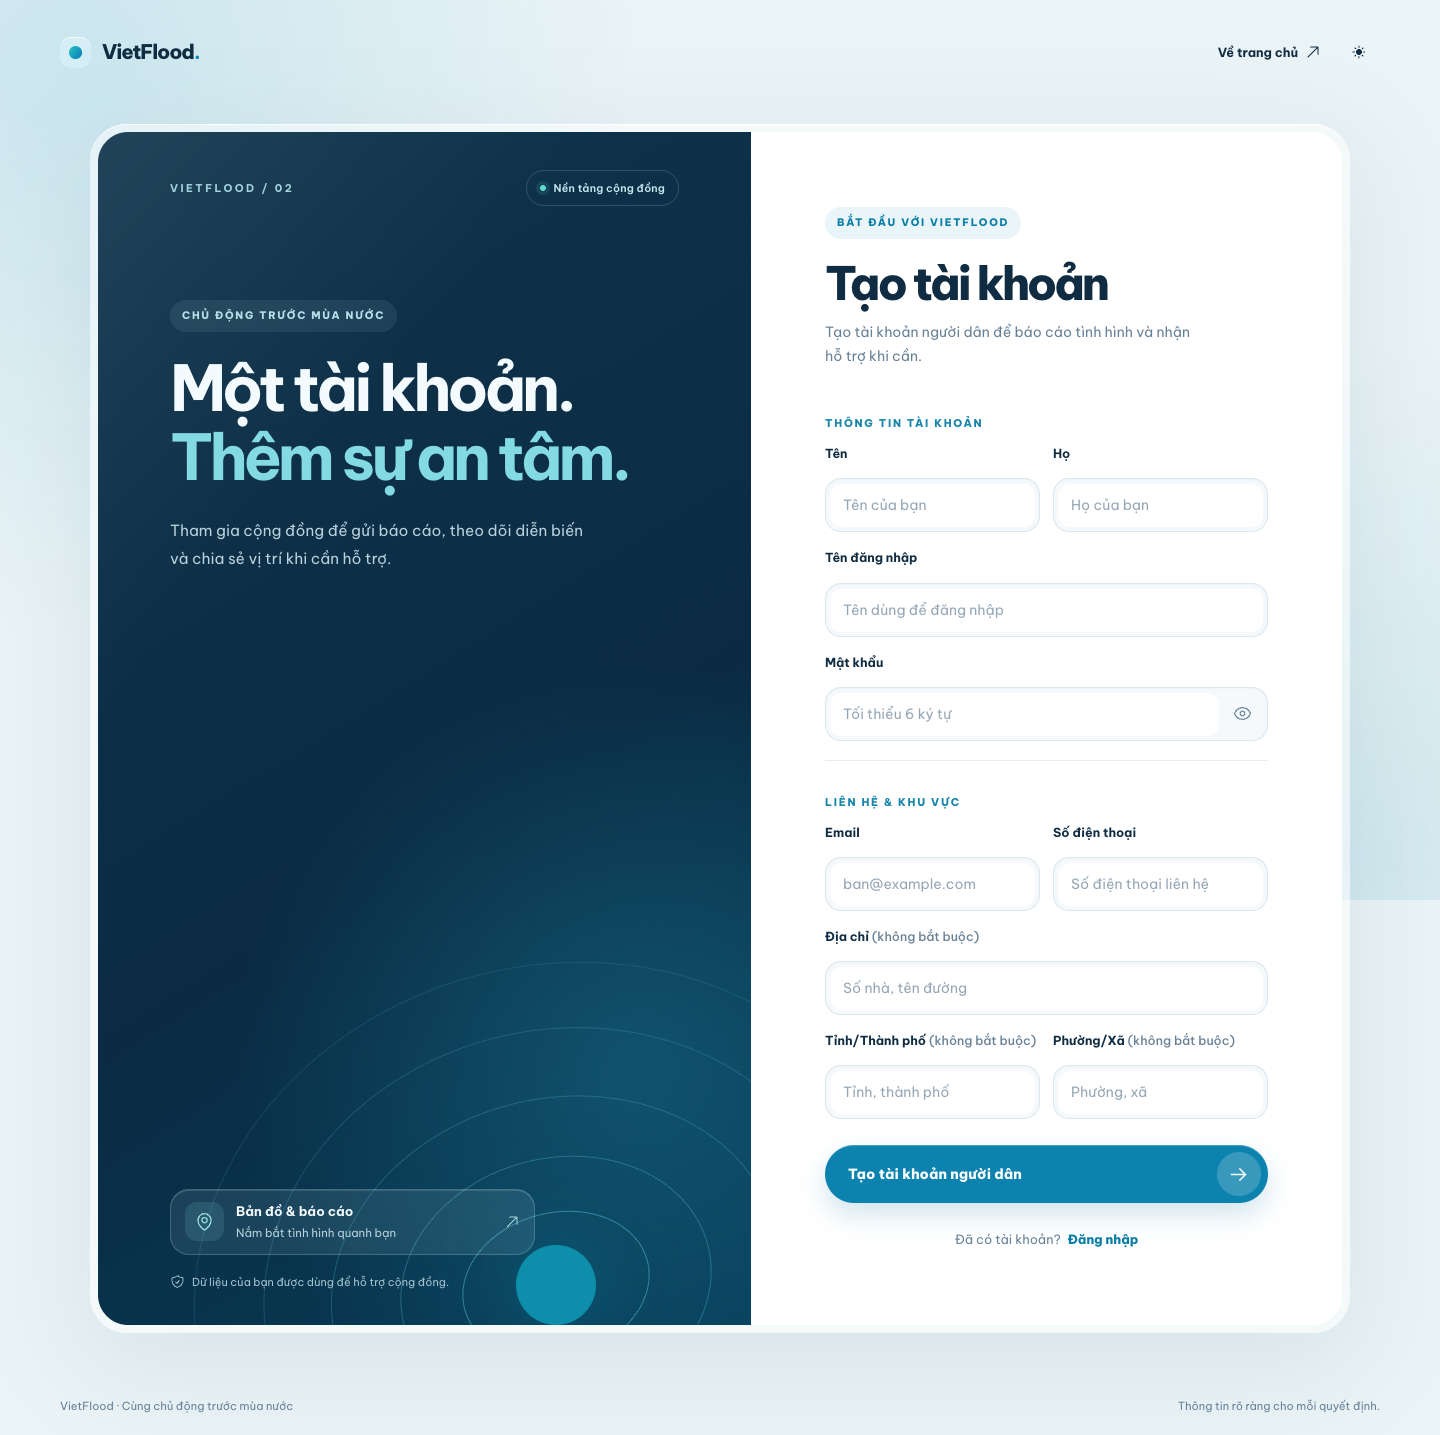 VietFlood.
Về trang chủ
VIETFLOOD / 02
Nền tảng cộng đồng
CHỦ ĐỘNG TRƯỚC MÙA NƯỚC
Một tài khoản.
Thêm sự an tâm.
Tham gia cộng đồng để gửi báo cáo, theo dõi diễn biến
và chia sẻ vị trí khi cần hỗ trợ.
Bản đồ & báo cáo
Nắm bắt tình hình quanh bạn
Dữ liệu của bạn được dùng để hỗ trợ cộng đồng.
BẮT ĐẦU VỚI VIETFLOOD
Tạo tài khoản
Tạo tài khoản người dân để báo cáo tình hình và nhận
hỗ trợ khi cần.
THÔNG TIN TÀI KHOẢN
Tên
Họ
Tên của bạn
Họ của bạn
Tên đăng nhập
Tên dùng để đăng nhập
Mật khẩu
Tối thiểu 6 ký tự
LIÊN HỆ & KHU VỰC
Email
Số điện thoại
ban@example.com
Số điện thoại liên hệ
Địa chỉ (không bắt buộc)
Số nhà, tên đường
Tỉnh/Thành phố (không bắt buộc)
Phường/Xã (không bắt buộc)
Tỉnh, thành phố
Phường, xã
Tạo tài khoản người dân
Đã có tài khoản? Đăng nhập
VietFlood · Cùng chủ động trước mùa nước
Thông tin rõ ràng cho mỗi quyết định.